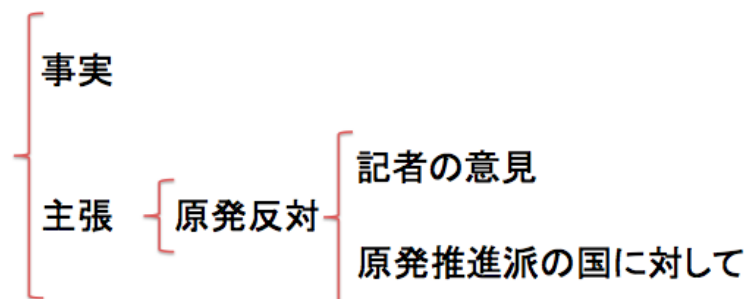 事実
記者の意見
主張
原発反対
原発推進派の国に対して